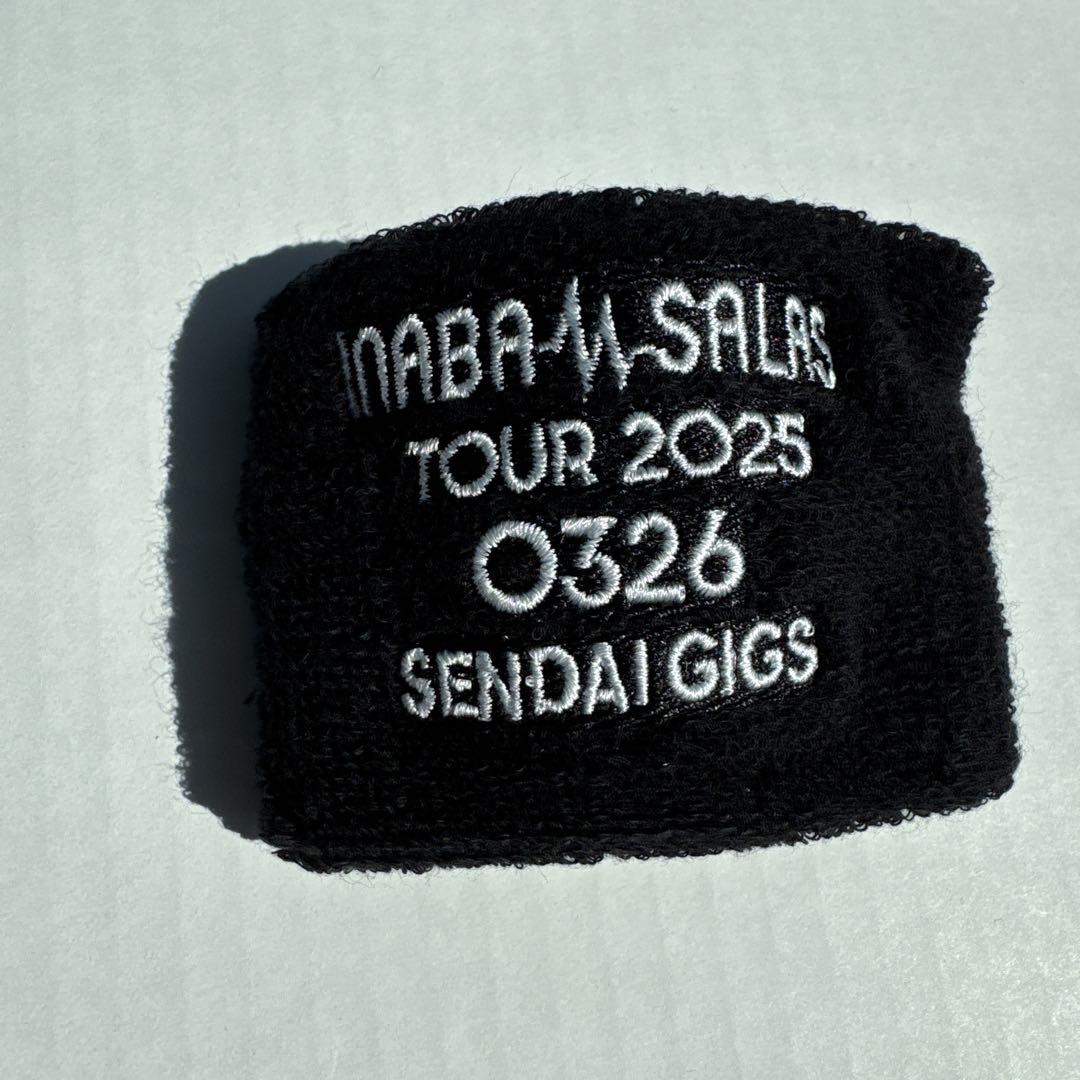 INABA SALAS
TOUR 2025
0326
SENDAI GIGS